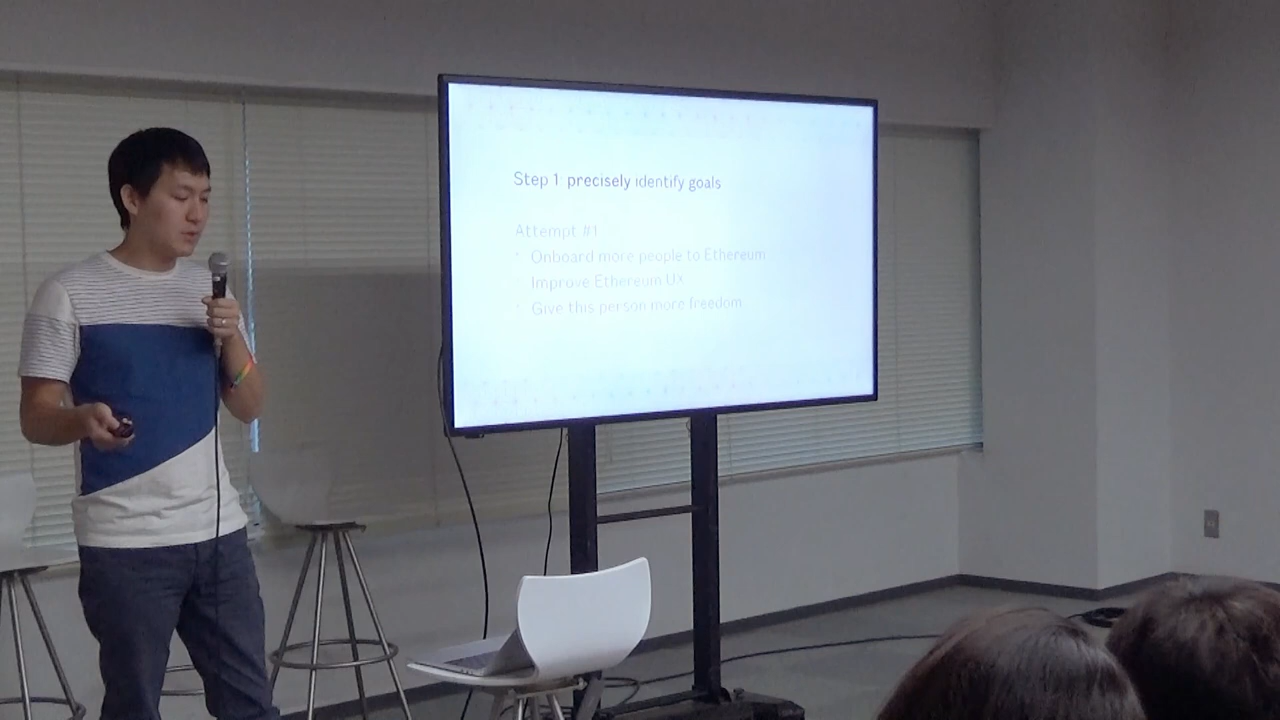 Step 1: precisely identify goals
Attempt #1
· Onboard more people to Ethereum
Improve Ethereum UX
· Give this person more freedom